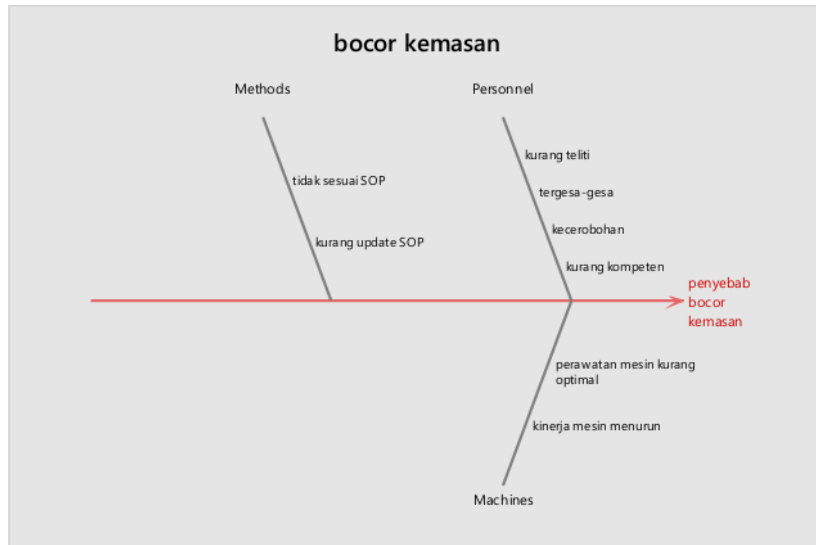 bocor kemasan
Methods
Personnel
tidak sesuai SOP
kurang update SOP
kurang teliti
tergesa-gesa
kecerobohan
kurang kompeten
penyebab
bocor
kemasan
perawatan mesin kurang
optimal
kinerja mesin menurun
Machines